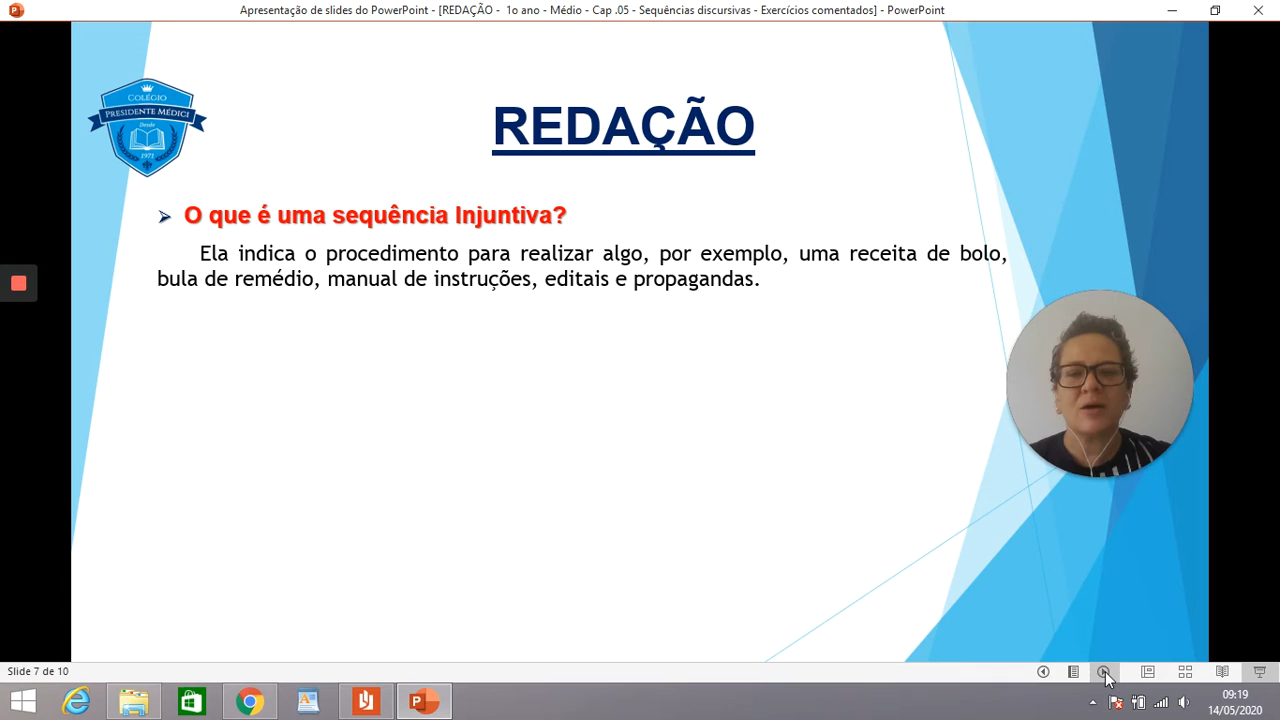 Apresentação de slides do PowerPoint - [REDAÇÃO - 1o ano - Médio - Cap .05 - Sequências discursivas - Exercícios comentados] - PowerPoint
COLÉGIO
PRESIDENTE MÉDICI
Desde
1971
REDAÇÃO
➢ O que é uma sequência Injuntiva?
Ela indica o procedimento para realizar algo, por exemplo, uma receita de bolo,
bula de remédio, manual de instruções, editais e propagandas.
Slide 7 de 10
09:19
14/05/2020